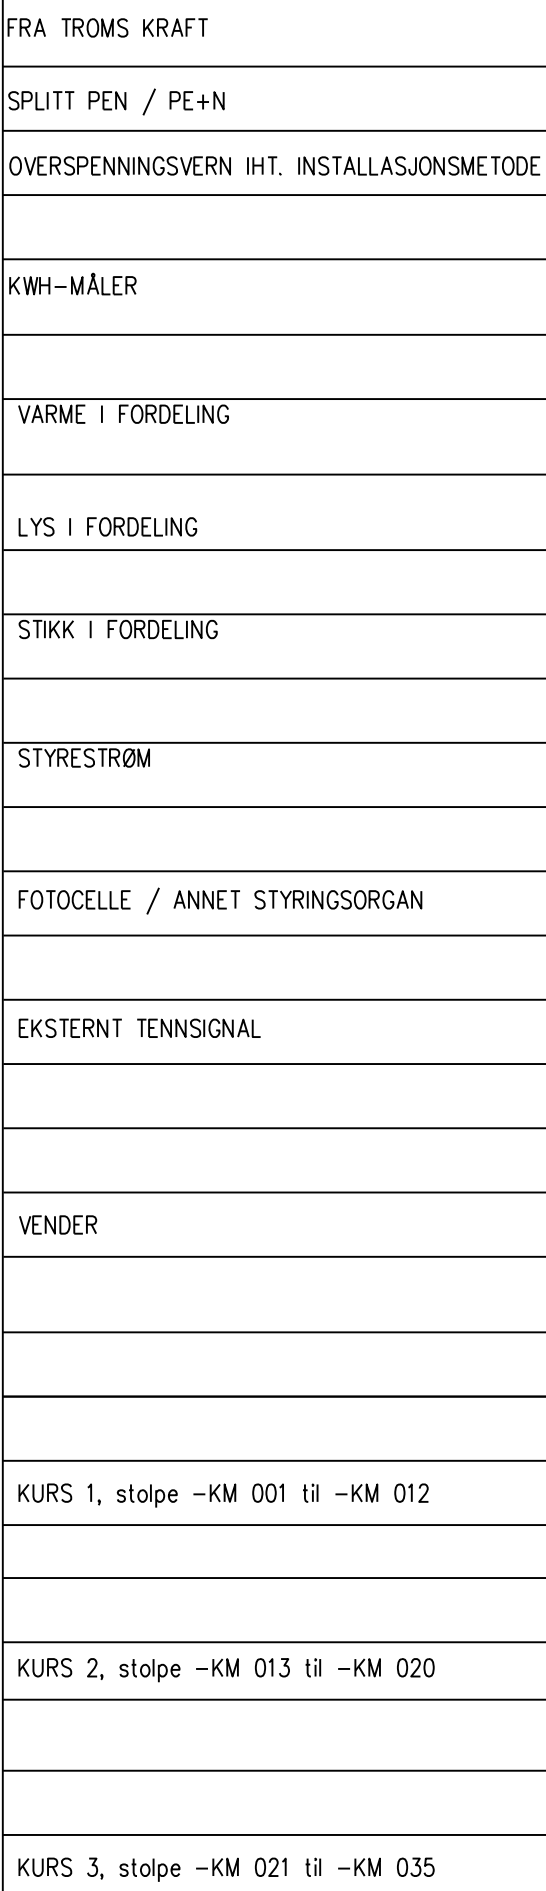 FRA TROMS KRAFT
SPLITT PEN / PE+N
OVERSPENNINGSVERN IHT. INSTALLASJONSMETODE
KWH-MÅLER
VARME I FORDELING
LYS I FORDELING
STIKK I FORDELING
STYRESTRØM
FOTOCELLE / ANNET STYRINGSORGAN
EKSTERNT TENNSIGNAL
VENDER
KURS 1, stolpe -KM 001 til -KM 012
KURS 2, stolpe -KM 013 til -KM 020
KURS 3, stolpe -KM 021 til -KM 035